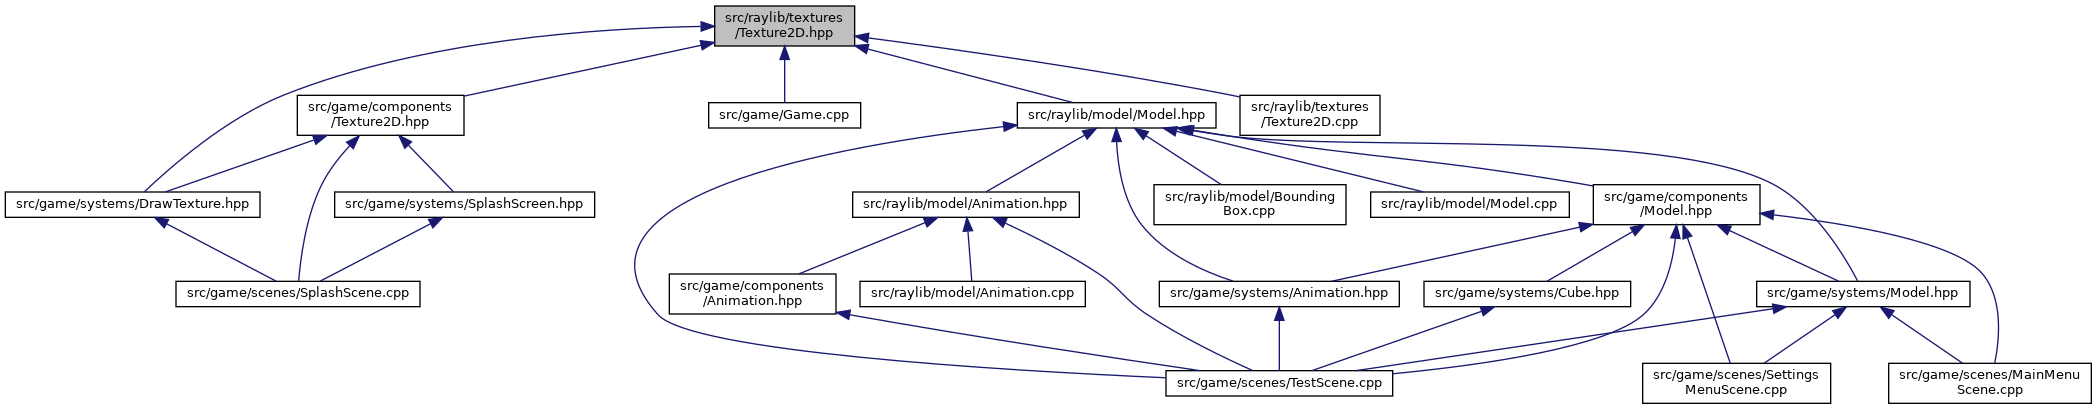 src/raylib/textures
/Texture2D.hpp
src/game/components
/Texture2D.hpp
src/game/Game.cpp
src/raylib/model/Model.hpp
src/raylib/textures
/Texture2D.cpp
src/game/systems/DrawTexture.hpp
src/game/systems/SplashScreen.hpp
src/raylib/model/Animation.hpp
src/raylib/model/Bounding
Box.cpp
src/raylib/model/Model.cpp
src/game/components
/Model.hpp
src/game/scenes/SplashScene.cpp
src/game/components
/Animation.hpp
src/raylib/model/Animation.cpp
src/game/systems/Animation.hpp
src/game/systems/Cube.hpp
src/game/systems/Model.hpp
src/game/scenes/TestScene.cpp
src/game/scenes/Settings
MenuScene.cpp
src/game/scenes/MainMenu
Scene.cpp